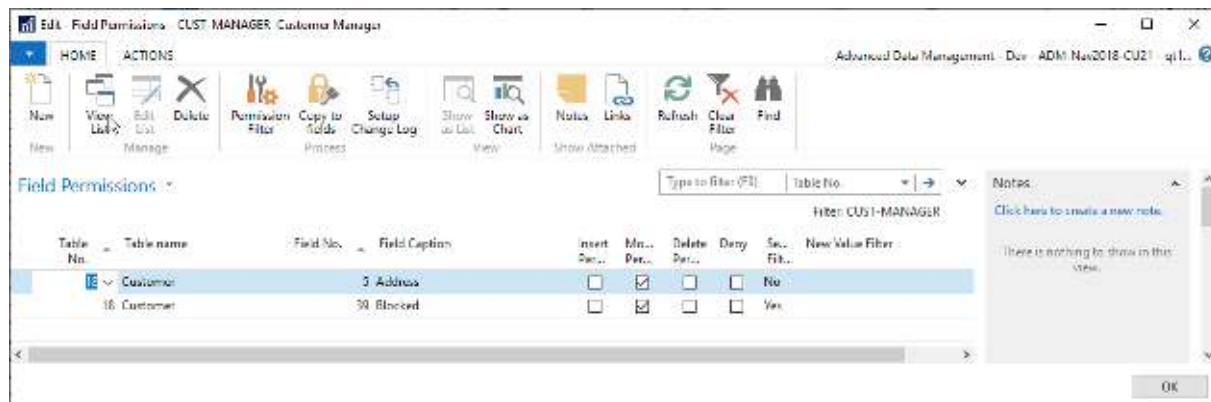 Edit - Field Permissions - CUST-MANAGER Customer Manager
HOME ACTIONS
Advanced Data Management - Dev - ADM-Nav2018-CU21 -
New
View List
Edit List
Delete
Permission Filter
Copy to fields
Setup Change Log
Show as List
Show as Chart
Notes
Links
Refresh
Clear Filter
Find
New Manage Process View Show Attached Page
Field Permissions
Type to filter (F3) Table No.
Filter: CUST-MANAGER
Table No. Table name Field No. Field Caption Insert Per... Mo... Per... Delete Per... Deny Se... Filt... New Value Filter
18 Customer 5 Address No
18 Customer 39 Blocked Yes
Notes
Click here to create a new note.
There is nothing to show in this view.
OK